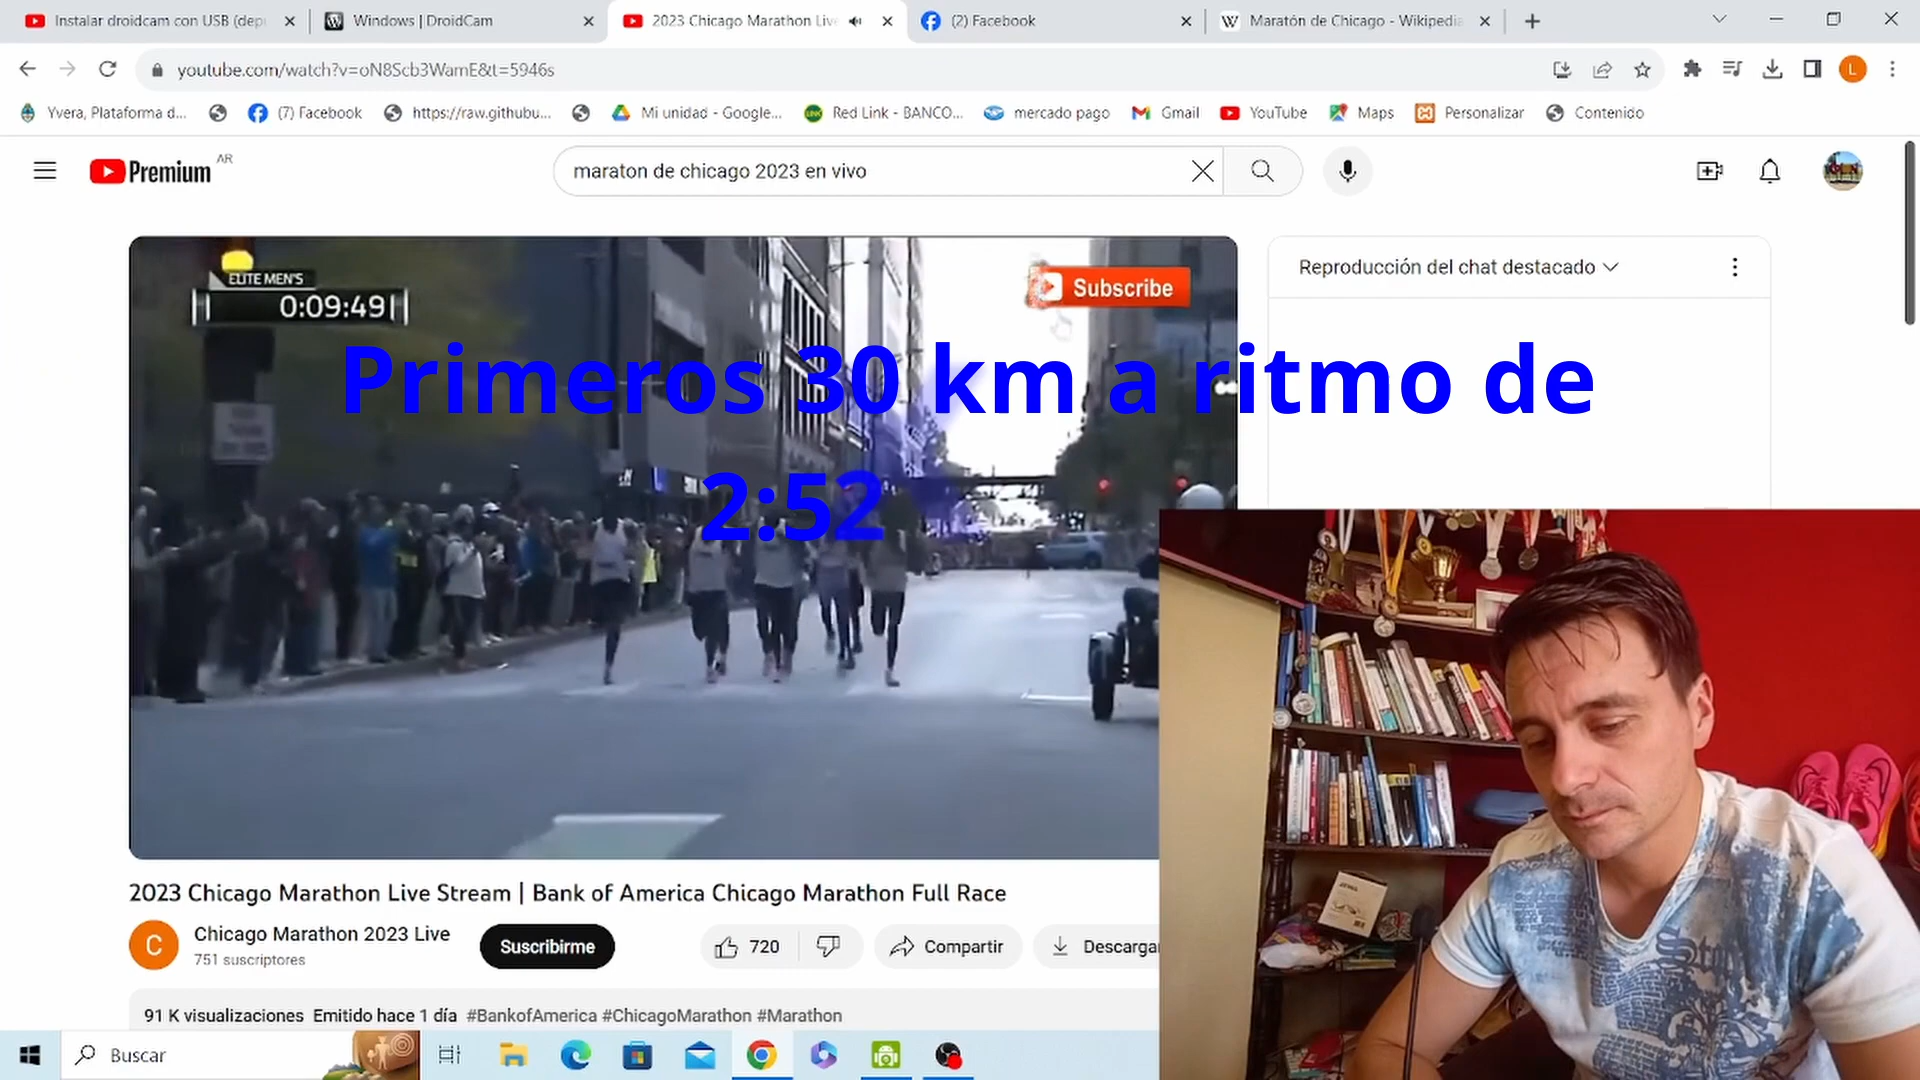 Instalar droidcam con USB (dep
Windows | DroidCam
2023 Chicago Marathon Live
(2) Facebook
Maratón de Chicago - Wikipedia
youtube.com/watch?v=oN8Scb3WamE&t=5946s
L
Yvera, Plataforma d...
(7) Facebook
https://raw.githubu...
Mi unidad - Google...
Red Link - BANCO...
mercado pago
Gmail
YouTube
Maps
Personalizar
Contenido
Premium AR
maraton de chicago 2023 en vivo
ELITE MEN'S
0:09:49
Subscribe
Reproducción del chat destacado
Primeros 30 km a ritmo de
2:52
2023 Chicago Marathon Live Stream | Bank of America Chicago Marathon Full Race
C
Chicago Marathon 2023 Live
751 suscriptores
Suscribirme
720
Compartir
Descargar
91 K visualizaciones Emitido hace 1 día #BankofAmerica #ChicagoMarathon #Marathon
Buscar